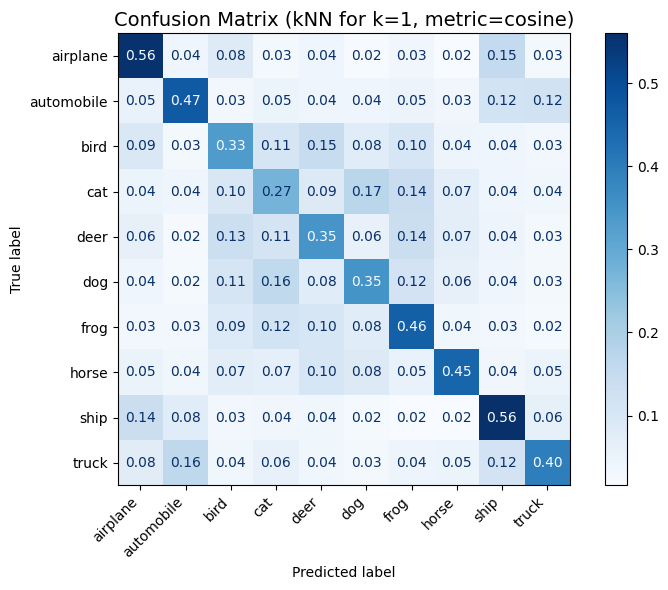 Confusion Matrix (kNN for k=1, metric=cosine)
True label
airplane 0.56 0.04 0.08 0.03 0.04 0.02 0.03 0.02 0.15 0.03
automobile 0.05 0.47 0.03 0.05 0.04 0.04 0.05 0.03 0.12 0.12
bird 0.09 0.03 0.33 0.11 0.15 0.08 0.10 0.04 0.04 0.03
cat 0.04 0.04 0.10 0.27 0.09 0.17 0.14 0.07 0.04 0.04
deer 0.06 0.02 0.13 0.11 0.35 0.06 0.14 0.07 0.04 0.03
dog 0.04 0.02 0.11 0.16 0.08 0.35 0.12 0.06 0.04 0.03
frog 0.03 0.03 0.09 0.12 0.10 0.08 0.46 0.04 0.03 0.02
horse 0.05 0.04 0.07 0.07 0.10 0.08 0.05 0.45 0.04 0.05
ship 0.14 0.08 0.03 0.04 0.04 0.02 0.02 0.02 0.56 0.06
truck 0.08 0.16 0.04 0.06 0.04 0.03 0.04 0.05 0.12 0.40
airplane automobile bird cat deer dog frog horse ship truck
Predicted label
0.5
0.4
0.3
0.2
0.1